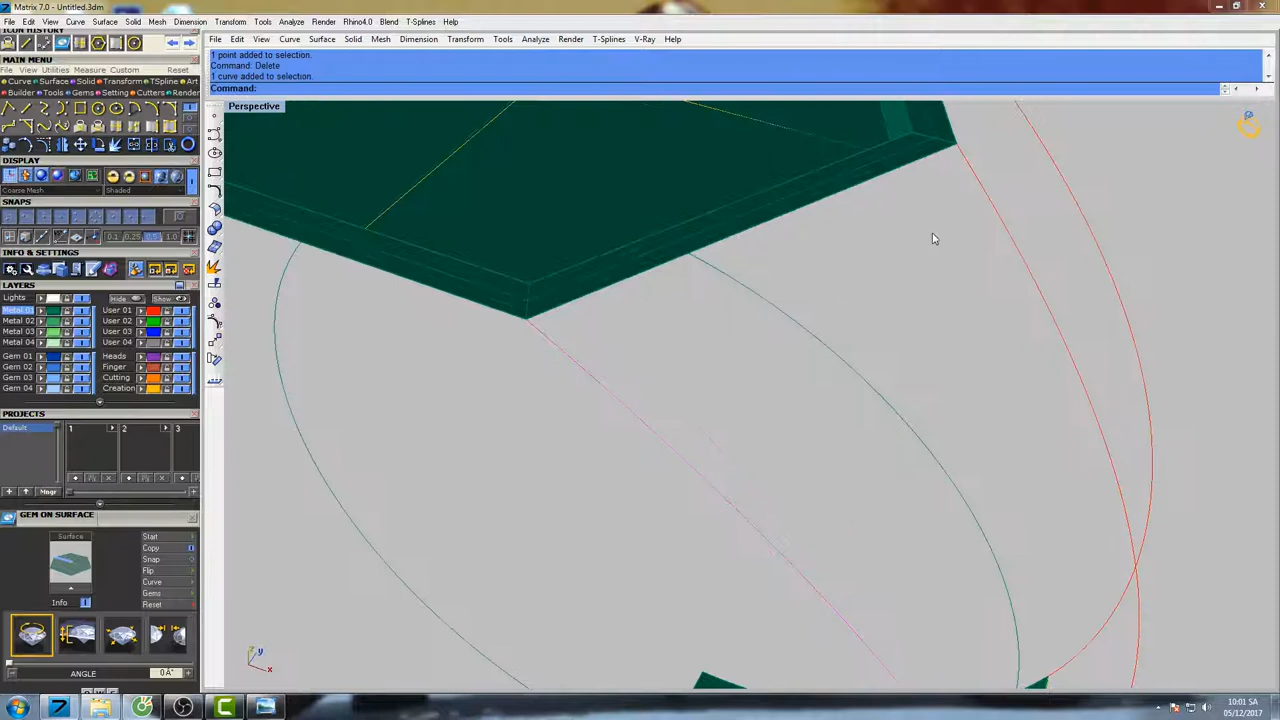 Matrix 7.0 - Untitled.3dm
File Edit View Curve Surface Solid Mesh Dimension Transform Tools Analyze Render Rhino4.0 Blend T-Splines Help
ICON HISTORY
MAIN MENU
File View Utilities Measure Custom Reset
Curve Surface Solid Transform TSpline Art
Builder Tools Gems Setting Cutters Render
DISPLAY
Coarse Mesh Shaded
SNAPS
0.1 0.25 0.5 1.0
INFO & SETTINGS
LAYERS
Lights Hide Show
Metal 01 User 01
Metal 02 User 02
Metal 03 User 03
Metal 04 User 04
Gem 01 Heads
Gem 02 Finger
Gem 03 Cutting
Gem 04 Creation
PROJECTS
Default 1 2 3
Mngr
GEM ON SURFACE
Surface
Start
Copy
Snap
Flip
Curve
Gems
Info Reset
ANGLE
File Edit View Curve Surface Solid Mesh Dimension Transform Tools Analyze Render T-Splines V-Ray Help
1 point added to selection.
Command: Delete
1 curve added to selection.
Command:
Perspective
z y
x
10:01 SA
05/12/2017